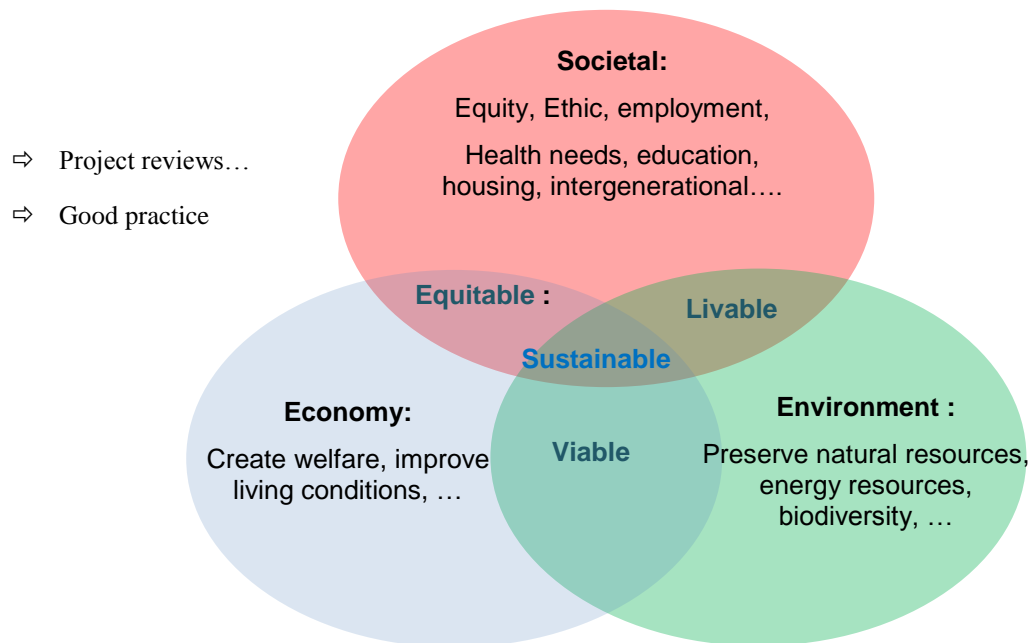 Societal:
Equity, Ethic, employment,
Health needs, education,
housing, intergenerational….
⇨ Project reviews…
⇨ Good practice
Equitable :
Livable
Sustainable
Economy:
Create welfare, improve
living conditions, …
Viable
Environment :
Preserve natural resources,
energy resources,
biodiversity, …